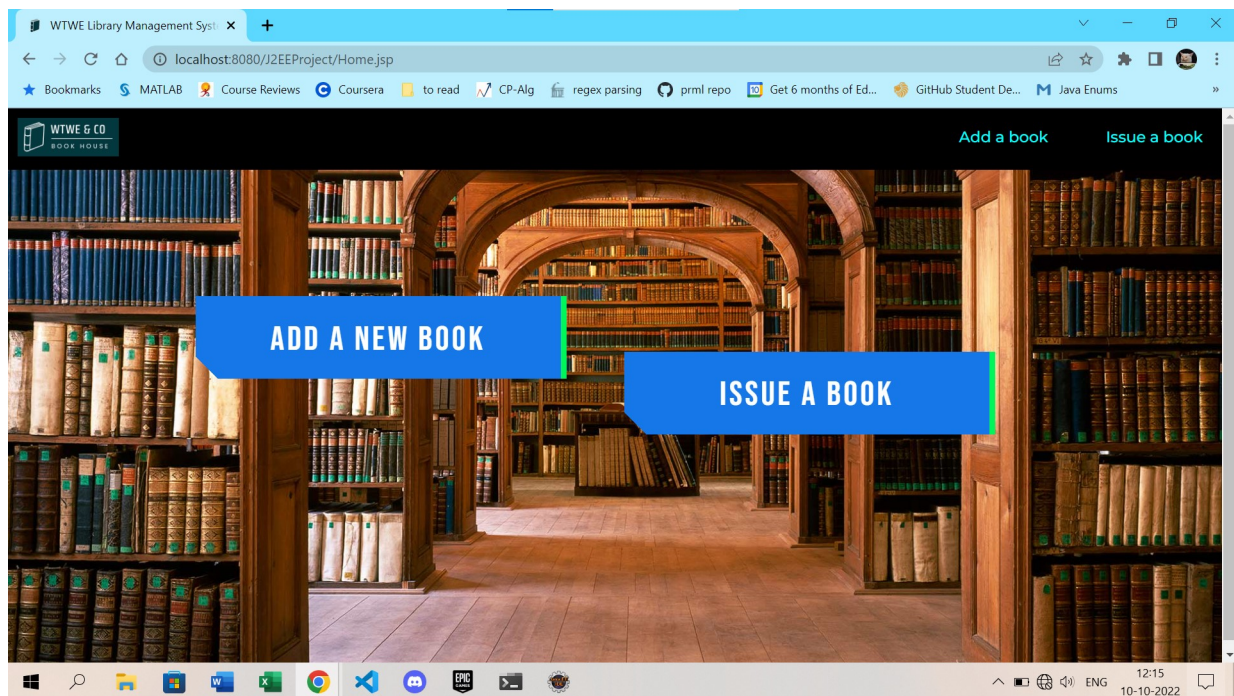 WTWE Library Management Syst
localhost:8080/J2EEProject/Home.jsp
Bookmarks MATLAB Course Reviews Coursera to read CP-Alg regex parsing prml repo Get 6 months of Ed... GitHub Student De... Java Enums »
WTWE & CO
BOOK HOUSE
Add a book Issue a book
ADD A NEW BOOK
ISSUE A BOOK
ENG
12:15
10-10-2022